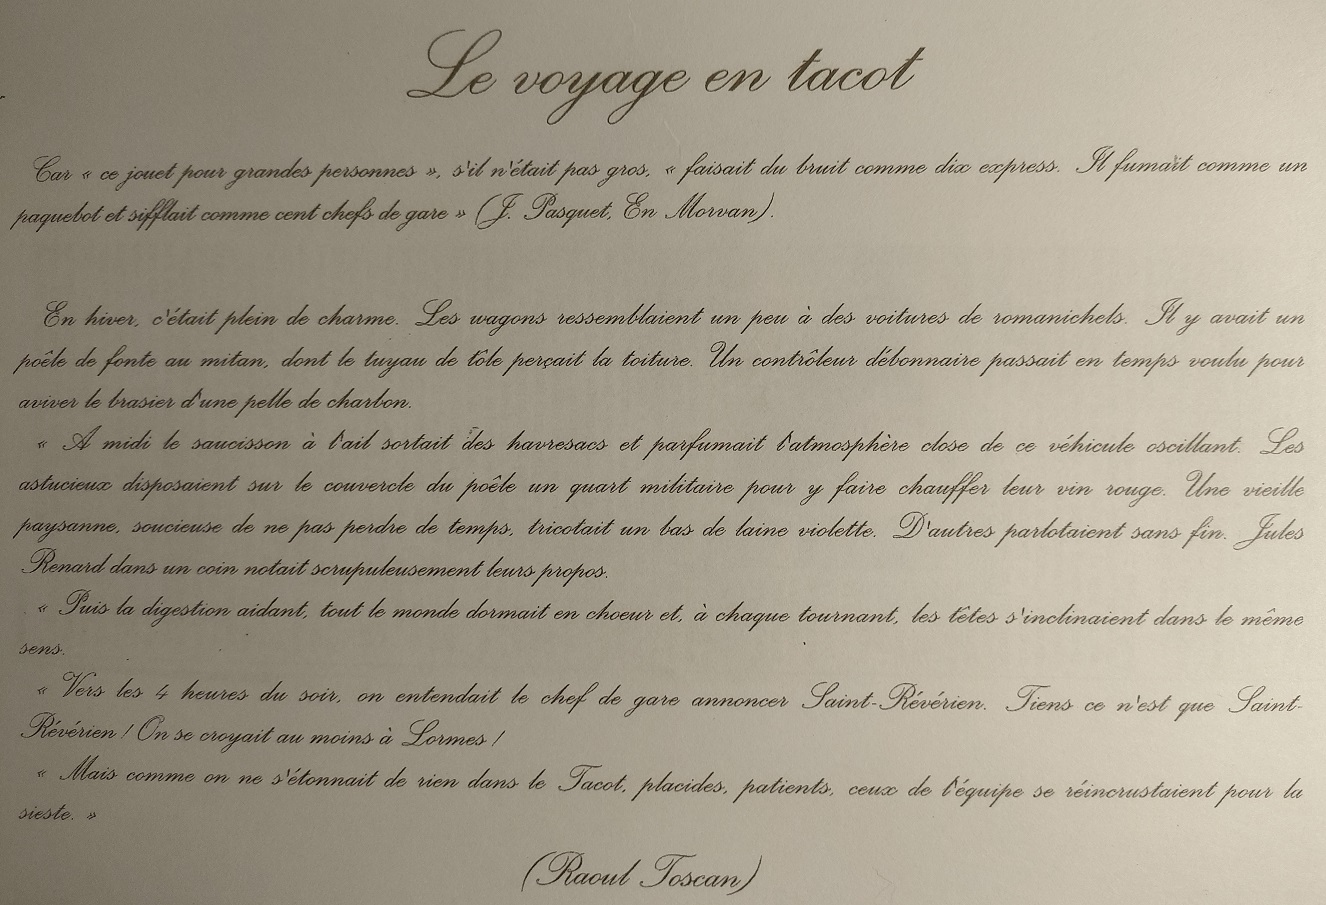 Le voyage en tacot
Car « ce jouet pour grandes personnes », s'il n'était pas gros, « faisait du bruit comme dix express. Il fumait comme un
paquebot et sifflait comme cent chefs de gare » (J. Pasquet, En Morvan).
En hiver, c'était plein de charme. Les wagons ressemblaient un peu à des voitures de romanichels. Il y avait un
poêle de fonte au mitan, dont le tuyau de tôle perçait la toiture. Un contrôleur débonnaire passait en temps voulu pour
aviver le brasier d'une pelle de charbon.
« A midi le saucisson à l'ail sortait des havresacs et parfumait l'atmosphère close de ce véhicule oscillant. Les
astucieux disposaient sur le couvercle du poêle un quart militaire pour y faire chauffer leur vin rouge. Une vieille
paysanne, soucieuse de ne pas perdre de temps, tricotait un bas de laine violette. D'autres parlotaient sans fin. Jules
Renard dans un coin notait scrupuleusement leurs propos.
« Puis la digestion aidant, tout le monde dormait en choeur et, à chaque tournant, les têtes s'inclinaient dans le même
sens.
« Vers les 4 heures du soir, on entendait le chef de gare annoncer Saint-Révérien. Tiens ce n'est que Saint-
Révérien ! On se croyait au moins à Lormes !
« Mais comme on ne s'étonnait de rien dans le Tacot, placides, patients, ceux de l'équipe se réincrustaient pour la
sieste. »
(Raoul Toscan)